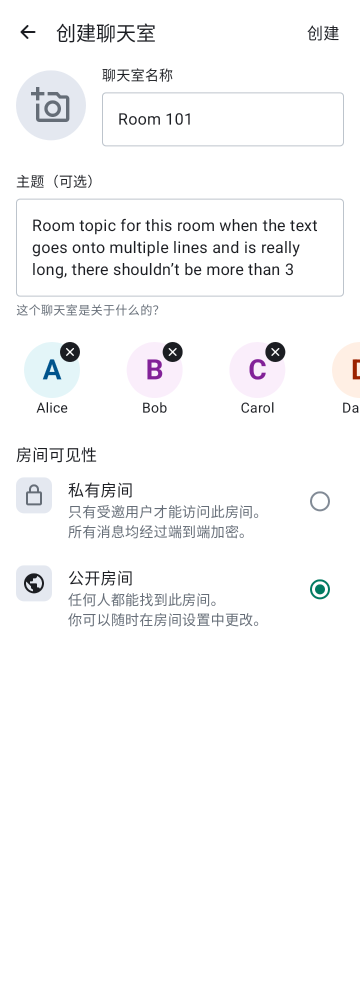 创建聊天室
创建
聊天室名称
Room 101
主题（可选）
Room topic for this room when the text
goes onto multiple lines and is really
long, there shouldn’t be more than 3
这个聊天室是关于什么的？
A
B
C
Alice
Bob
Carol
Da
房间可见性
私有房间
只有受邀用户才能访问此房间。
所有消息均经过端到端加密。
公开房间
任何人都能找到此房间。
你可以随时在房间设置中更改。